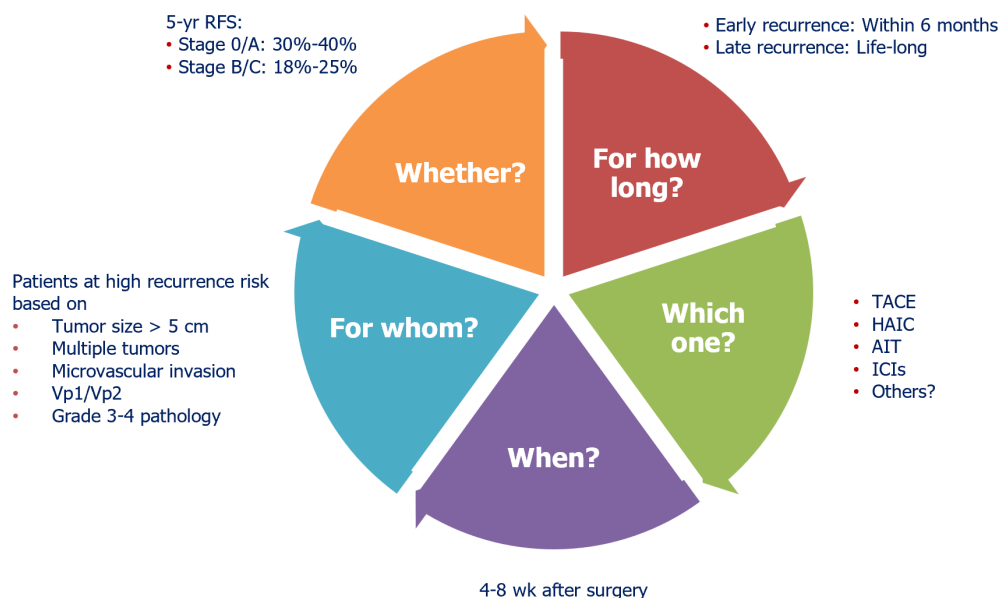 5-yr RFS:
• Stage 0/A: 30%-40%
• Stage B/C: 18%-25%
• Early recurrence: Within 6 months
• Late recurrence: Life-long
Whether?
For how
long?
Patients at high recurrence risk
based on
• Tumor size > 5 cm
• Multiple tumors
• Microvascular invasion
• Vp1/Vp2
• Grade 3-4 pathology
For whom?
Which
one?
• TACE
• HAIC
• AIT
• ICIs
• Others?
When?
4-8 wk after surgery